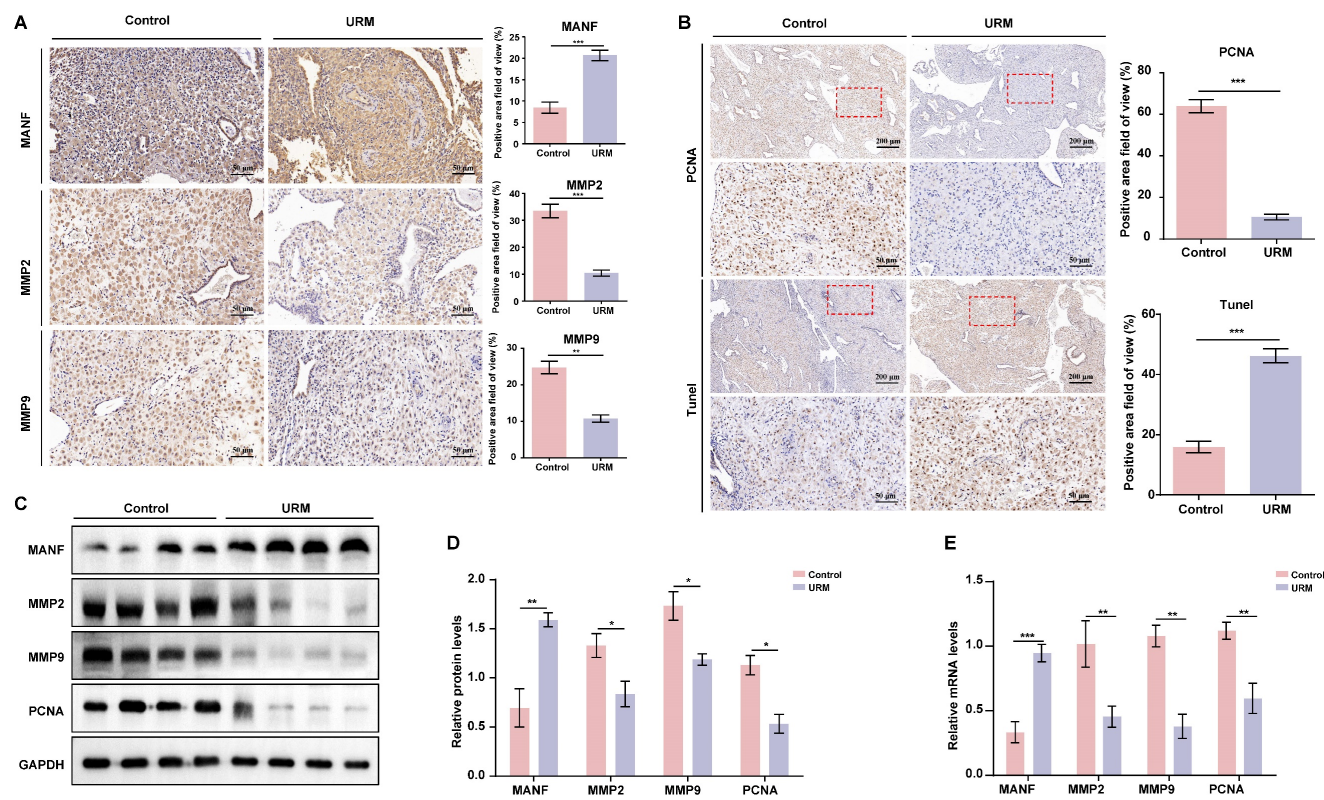 A
Control
URM
MANF
50 μm
50 μm
MANF
Positive area field of view (%)
25
20
15
10
5
0
***
Control
URM
MMP2
50 μm
50 μm
MMP2
Positive area field of view (%)
40
30
20
10
0
***
Control
URM
MMP9
50 μm
50 μm
MMP9
Positive area field of view (%)
30
20
10
0
**
Control
URM
B
Control
URM
PCNA
200 μm
200 μm
50 μm
50 μm
PCNA
Positive area field of view (%)
80
60
40
20
0
***
Control
URM
Tunel
200 μm
200 μm
50 μm
50 μm
Tunel
Positive area field of view (%)
60
40
20
0
***
Control
URM
C
Control
URM
MANF
MMP2
MMP9
PCNA
GAPDH
D
Control
URM
Relative protein levels
2.0
1.5
1.0
0.5
0.0
**
*
*
*
MANF
MMP2
MMP9
PCNA
E
Control
URM
Relative mRNA levels
1.5
1.0
0.5
0.0
***
**
**
**
MANF
MMP2
MMP9
PCNA